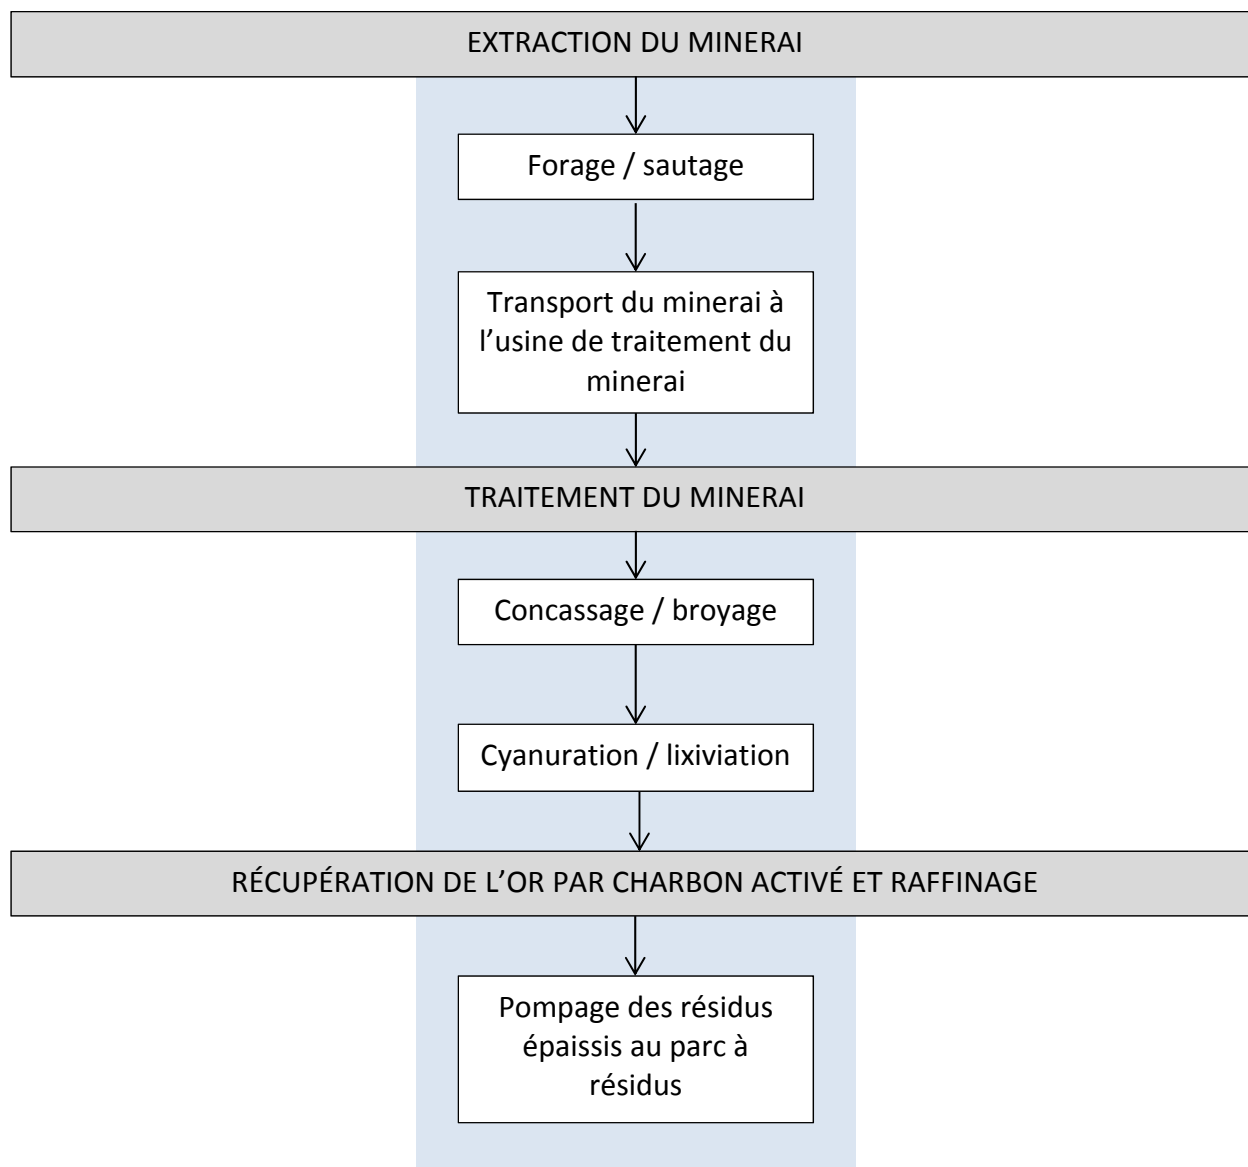 EXTRACTION DU MINERAI
Forage / sautage
Transport du minerai à
l’usine de traitement du
minerai
TRAITEMENT DU MINERAI
Concassage / broyage
Cyanuration / lixiviation
RÉCUPÉRATION DE L’OR PAR CHARBON ACTIVÉ ET RAFFINAGE
Pompage des résidus
épaissis au parc à
résidus